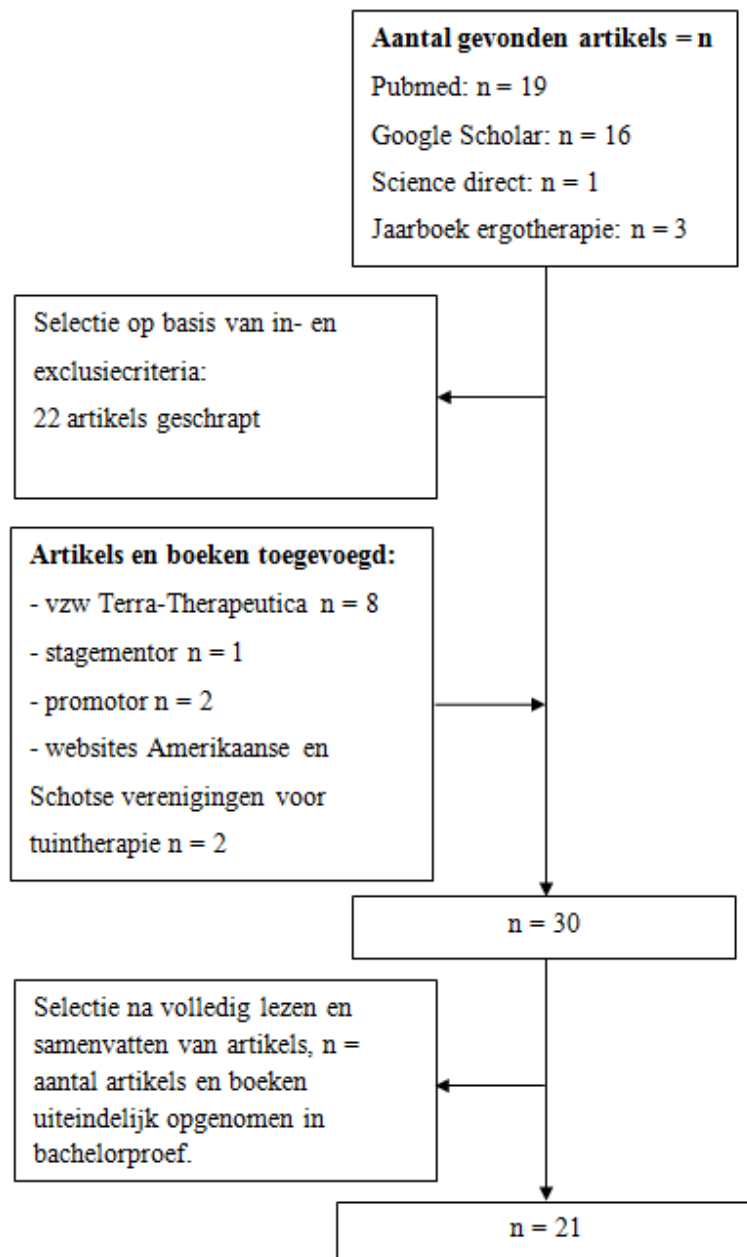 Aantal gevonden artikels = n
Pubmed: n = 19
Google Scholar: n = 16
Science direct: n = 1
Jaarboek ergotherapie: n = 3
Selectie op basis van in- en
exclusiecriteria:
22 artikels geschrapt
Artikels en boeken toegevoegd:
- vzw Terra-Therapeutica n = 8
- stagementor n = 1
- promotor n = 2
- websites Amerikaanse en
Schotse verenigingen voor
tuintherapie n = 2
n = 30
Selectie na volledig lezen en
samenvatten van artikels, n =
aantal artikels en boeken
uiteindelijk opgenomen in
bachelorproef.
n = 21